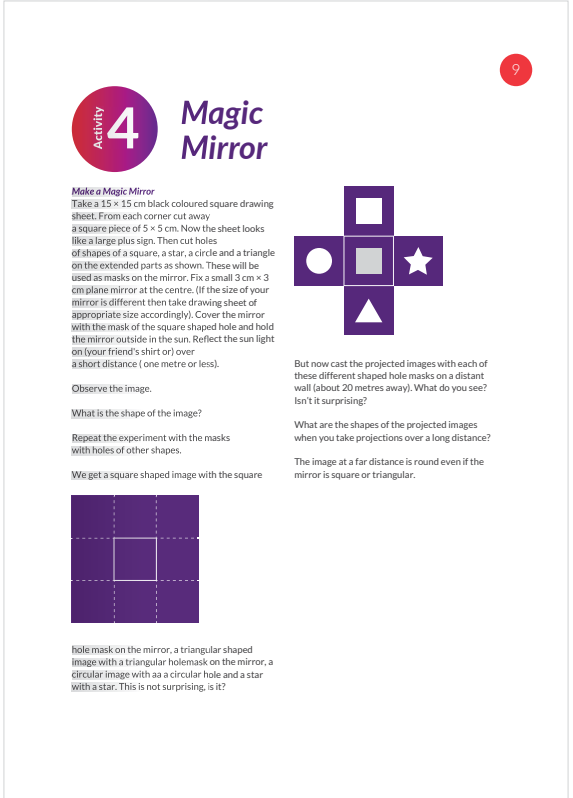 9
Activity
4
Magic
Mirror
Make a Magic Mirror
Take a 15 × 15 cm black coloured square drawing
sheet. From each corner cut away
a square piece of 5 × 5 cm. Now the sheet looks
like a large plus sign. Then cut holes
of shapes of a square, a star, a circle and a triangle
on the extended parts as shown. These will be
used as masks on the mirror. Fix a small 3 cm × 3
cm plane mirror at the centre. (If the size of your
mirror is different then take drawing sheet of
appropriate size accordingly). Cover the mirror
with the mask of the square shaped hole and hold
the mirror outside in the sun. Reflect the sun light
on (your friend's shirt or) over
a short distance ( one metre or less).
Observe the image.
What is the shape of the image?
Repeat the experiment with the masks
with holes of other shapes.
We get a square shaped image with the square
hole mask on the mirror, a triangular shaped
image with a triangular holemask on the mirror, a
circular image with aa a circular hole and a star
with a star. This is not surprising, is it?
But now cast the projected images with each of
these different shaped hole masks on a distant
wall (about 20 metres away). What do you see?
Isn't it surprising?
What are the shapes of the projected images
when you take projections over a long distance?
The image at a far distance is round even if the
mirror is square or triangular.